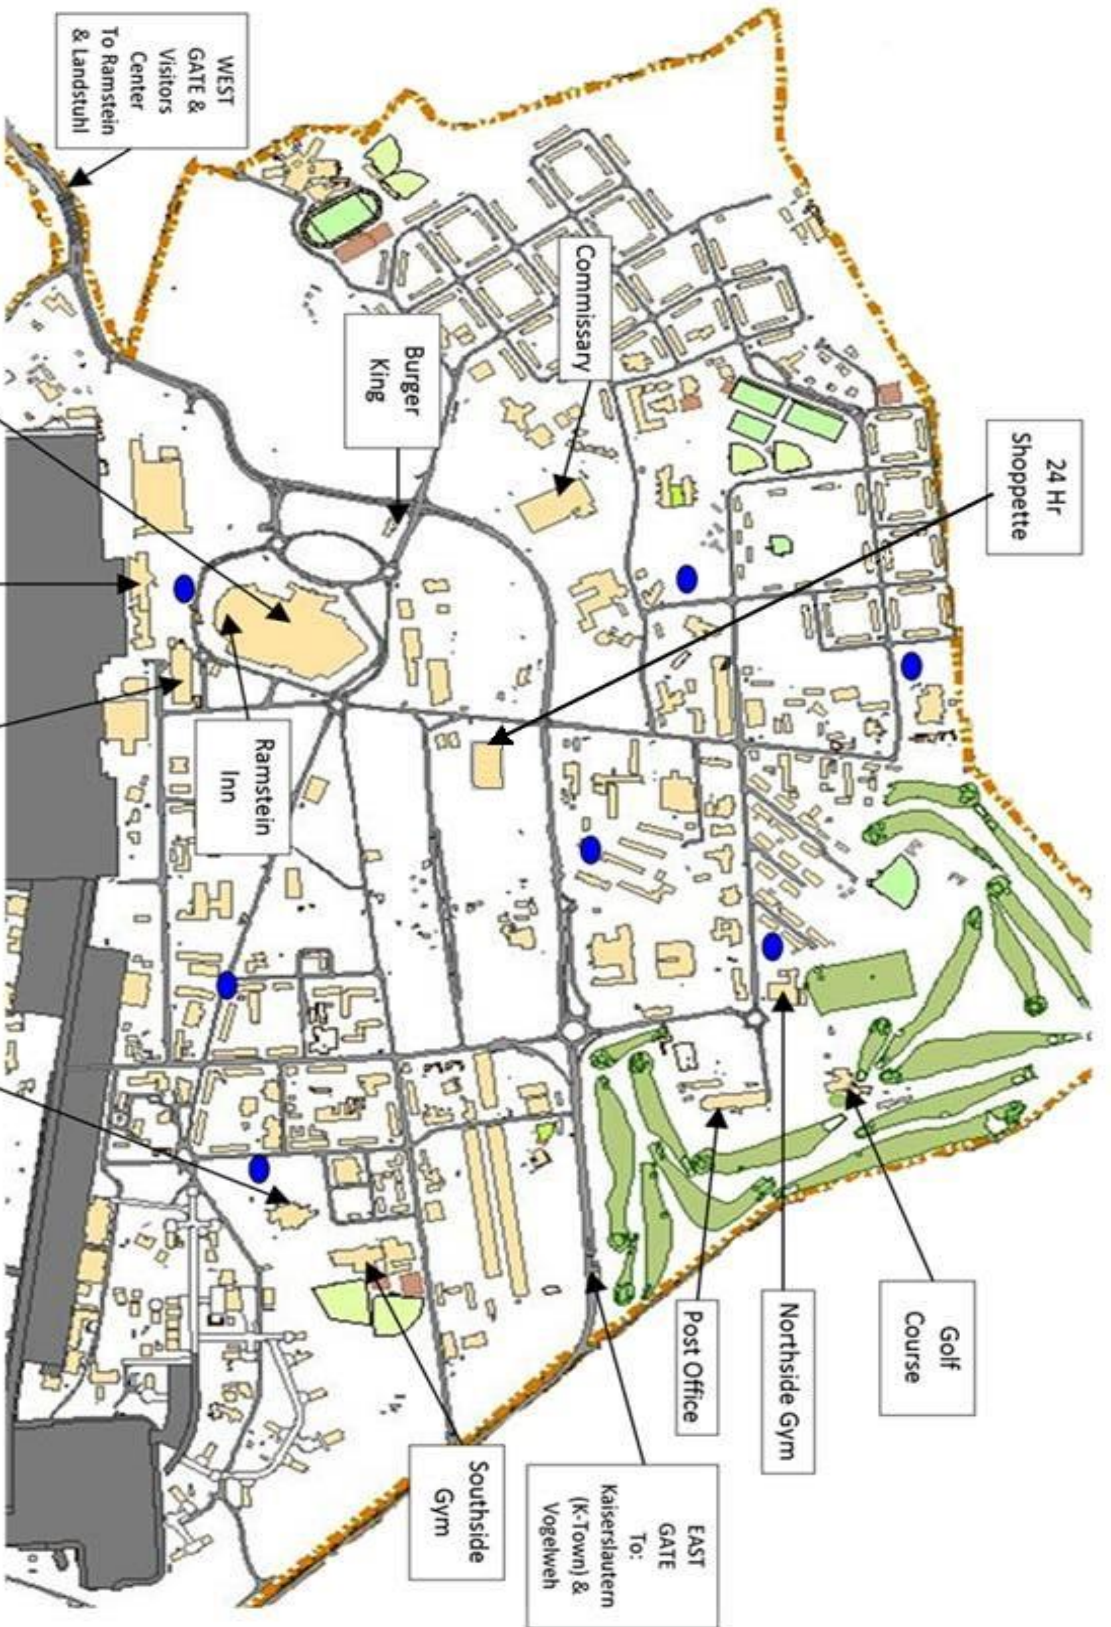 WEST
GATE &
Visitors
Center
To Ramstein
& Landstuhl
Burger
King
Commissary
24 Hr
Shoppette
Ramstein
Inn
Golf
Course
Northside Gym
Post Office
EAST
GATE
To:
Kaiserslautern
(K-Town) &
Vogelweh
Southside
Gym